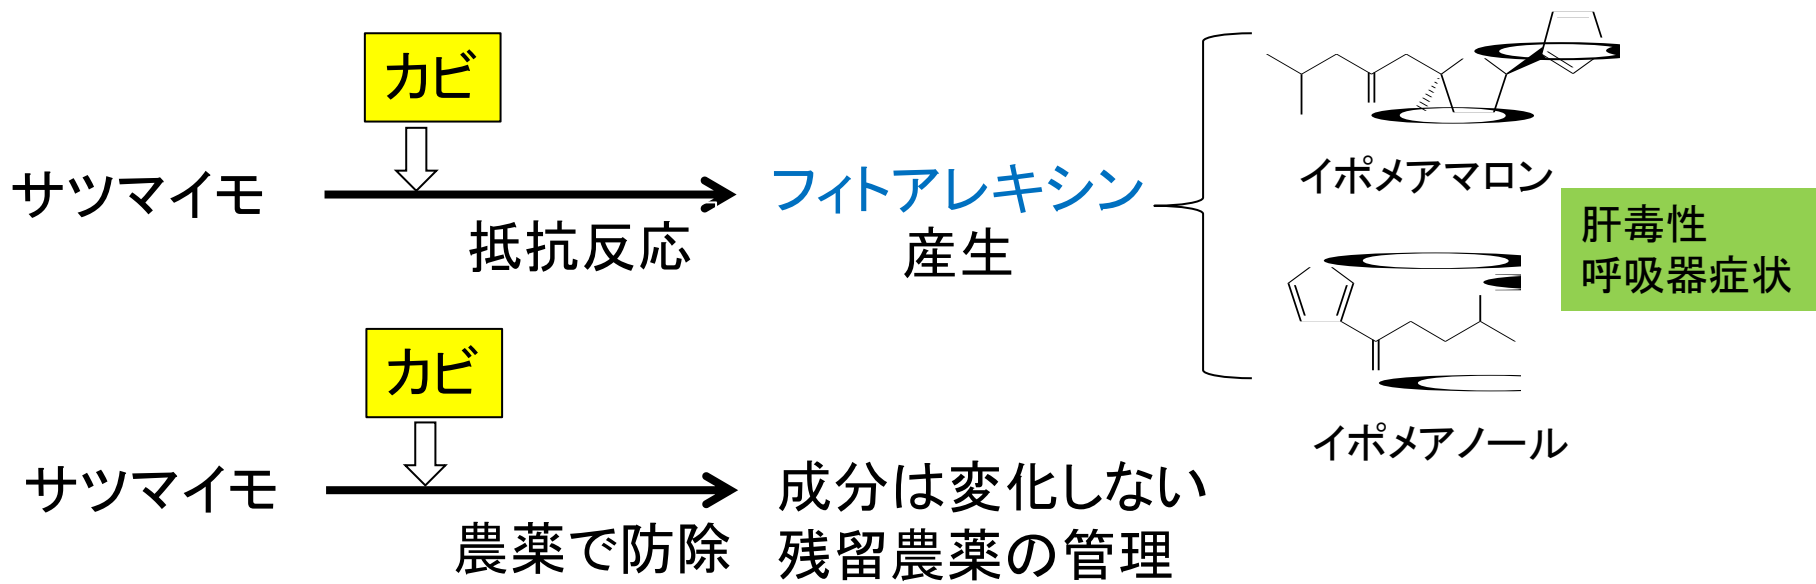 カビ
サツマイモ
抵抗反応
フィトアレキシン
産生
イポメアマロン
イポメアノール
肝毒性
呼吸器症状
カビ
サツマイモ
農薬で防除
成分は変化しない
残留農薬の管理